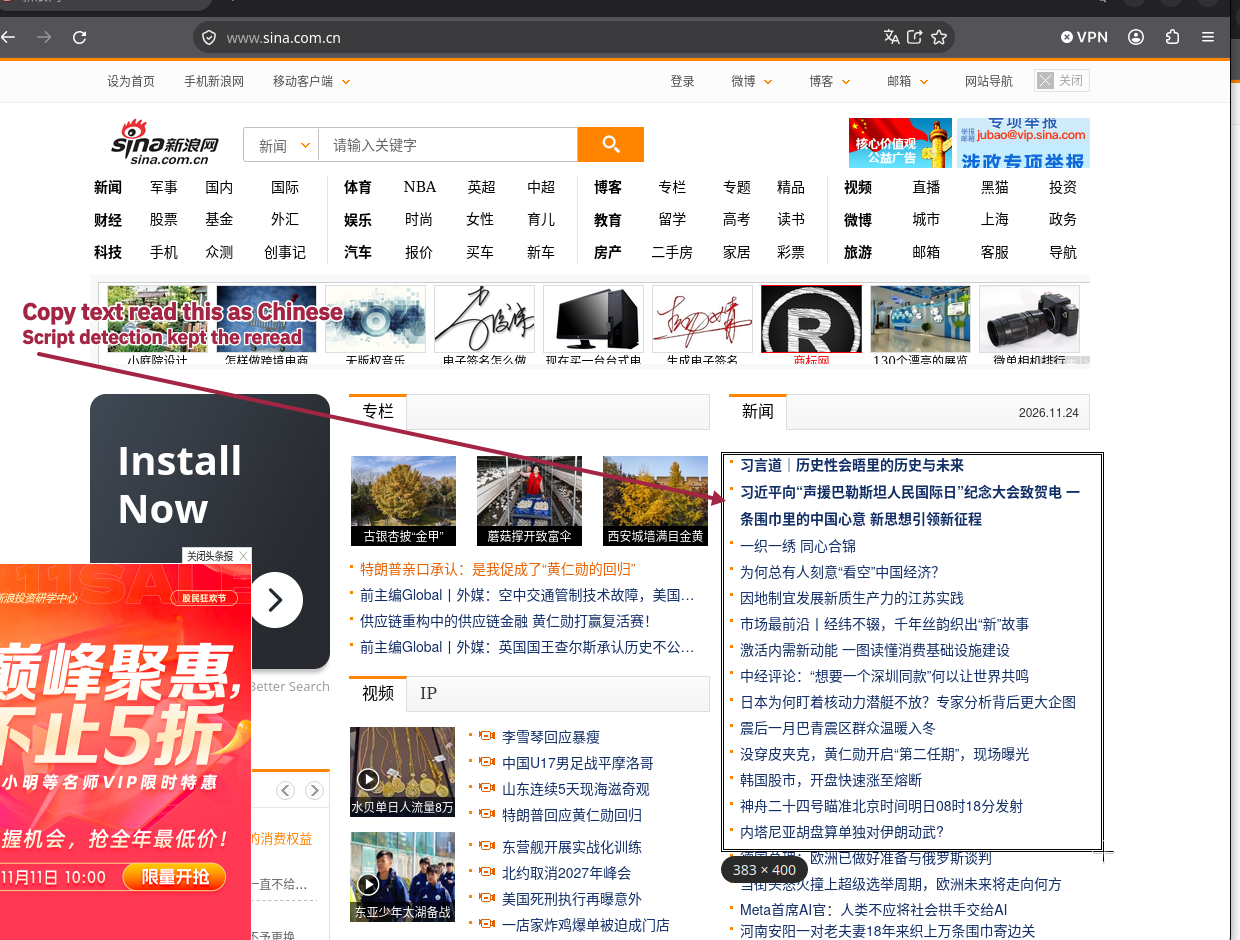 www.sina.com.cn
VPN
设为首页 手机新浪网 移动客户端 登录 微博 博客 邮箱 网站导航 关闭
sina新浪网
sina.com.cn
新闻 请输入关键字
核心价值观
公益广告
专项举报
举报邮箱 jubao@vip.sina.com
涉政专项举报
新闻 军事 国内 国际 体育 NBA 英超 中超 博客 专栏 专题 精品 视频 直播 黑猫 投资
财经 股票 基金 外汇 娱乐 时尚 女性 育儿 教育 留学 高考 读书 微博 城市 上海 政务
科技 手机 众测 创事记 汽车 报价 买车 新车 房产 二手房 家居 彩票 旅游 邮箱 客服 导航
Copy text read this as Chinese
Script detection kept the reread
小庭院设计 怎样做跨境电商 无版权音乐 电子签名怎么做 现在买一台台式电 生成电子签名 商标网 130个漂亮的展览 微单相机排行
Install
Now
Better Search
关闭头条报
11SALE
新浪投资研学中心
股民狂欢节
巅峰聚惠,
不止5折
小明等名师VIP限时特惠
握机会，抢全年最低价!
11月11日 10:00 限量开抢
的消费权益
一直不给...
不予更换
专栏
古银杏披“金甲” 蘑菇撑开致富伞 西安城墙满目金黄
特朗普亲口承认：是我促成了“黄仁勋的回归”
前主编Global丨外媒：空中交通管制技术故障，美国…
供应链重构中的供应链金融 黄仁勋打赢复活赛！
前主编Global丨外媒：英国国王查尔斯承认历史不公…
视频 IP
水贝单日人流量8万
东亚少年太湖备战
李雪琴回应暴瘦
中国U17男足战平摩洛哥
山东连续5天现海滋奇观
特朗普回应黄仁勋回归
东营舰开展实战化训练
北约取消2027年峰会
美国死刑执行再曝意外
一店家炸鸡爆单被迫成门店
新闻 2026.11.24
习言道｜历史性会晤里的历史与未来
习近平向“声援巴勒斯坦人民国际日”纪念大会致贺电 一
条围巾里的中国心意 新思想引领新征程
一织一绣 同心合锦
为何总有人刻意“看空”中国经济？
因地制宜发展新质生产力的江苏实践
市场最前沿丨经纬不辍，千年丝韵织出“新”故事
激活内需新动能 一图读懂消费基础设施建设
中经评论：“想要一个深圳同款”何以让世界共鸣
日本为何盯着核动力潜艇不放？专家分析背后更大企图
震后一月巴青震区群众温暖入冬
没穿皮夹克，黄仁勋开启“第二任期”，现场曝光
韩国股市，开盘快速涨至熔断
神舟二十四号瞄准北京时间明日08时18分发射
内塔尼亚胡盘算单独对伊朗动武？
德国总理：欧洲已做好准备与俄罗斯谈判
383 × 400
当街头怒火撞上超级选举周期，欧洲未来将走向何方
Meta首席AI官：人类不应将社会拱手交给AI
河南安阳一对老夫妻18年来织上万条围巾寄边关